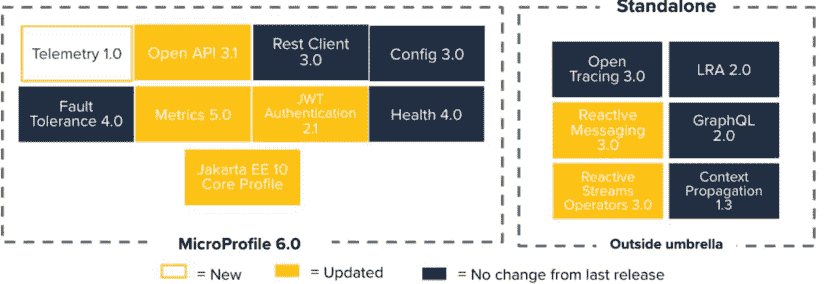 Standalone
Telemetry 1.0
Open API 3.1
Rest Client
3.0
Config 3.0
Fault
Tolerance 4.0
Metrics 5.0
JWT
Authentication
2.1
Health 4.0
Jakarta EE 10
Core Profile
MicroProfile 6.0
Open
Tracing 3.0
LRA 2.0
Reactive
Messaging
3.0
GraphQL
2.0
Reactive
Streams
Operators 3.0
Context
Propagation
1.3
Outside umbrella
= New
= Updated
= No change from last release